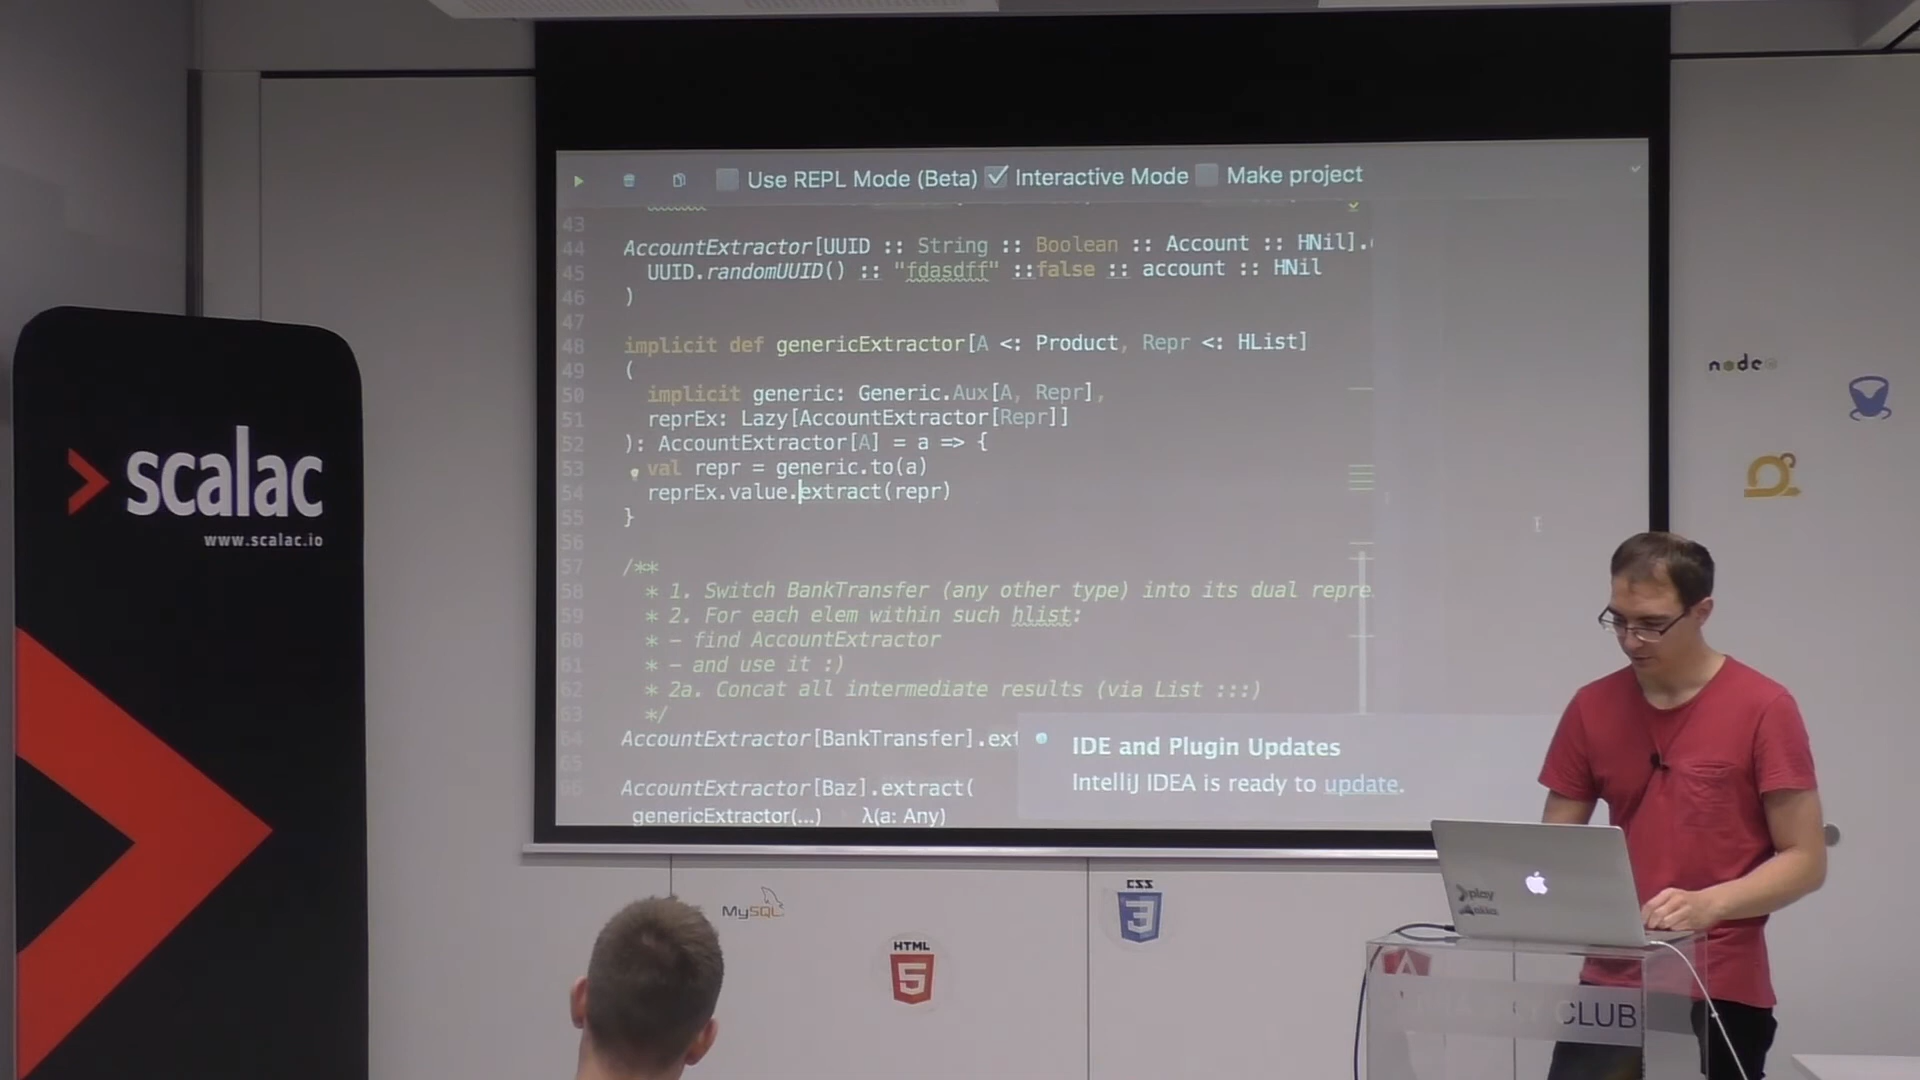 Use REPL Mode (Beta) Interactive Mode Make project
43
44 AccountExtractor[UUID :: String :: Boolean :: Account :: HNil].
45 UUID.randomUUID() :: "fdasdff" ::false :: account :: HNil
46 )
47
48 implicit def genericExtractor[A <: Product, Repr <: HList]
49 (
50 implicit generic: Generic.Aux[A, Repr],
51 reprEx: Lazy[AccountExtractor[Repr]]
52 ): AccountExtractor[A] = a => {
53 val repr = generic.to(a)
54 reprEx.value.extract(repr)
55 }
56
57 /**
58 * 1. Switch BankTransfer (any other type) into its dual repre
59 * 2. For each elem within such hlist:
60 * - find AccountExtractor
61 * - and use it :)
62 * 2a. Concat all intermediate results (via List :::)
63 */
64 AccountExtractor[BankTransfer].ext
65
66 AccountExtractor[Baz].extract(
genericExtractor(...) λ(a: Any)
IDE and Plugin Updates
IntelliJ IDEA is ready to update.
scalac
www.scalac.io
node
MySQL
HTML
5
CSS
3
play
akka
CLUB